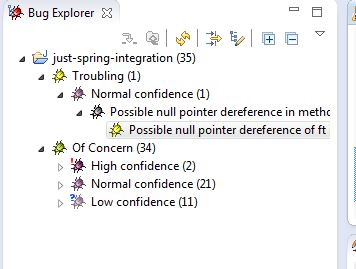 Bug Explorer
just-spring-integration (35)
Troubling (1)
Normal confidence (1)
Possible null pointer dereference in metho
Possible null pointer dereference of ft
Of Concern (34)
High confidence (2)
Normal confidence (21)
Low confidence (11)